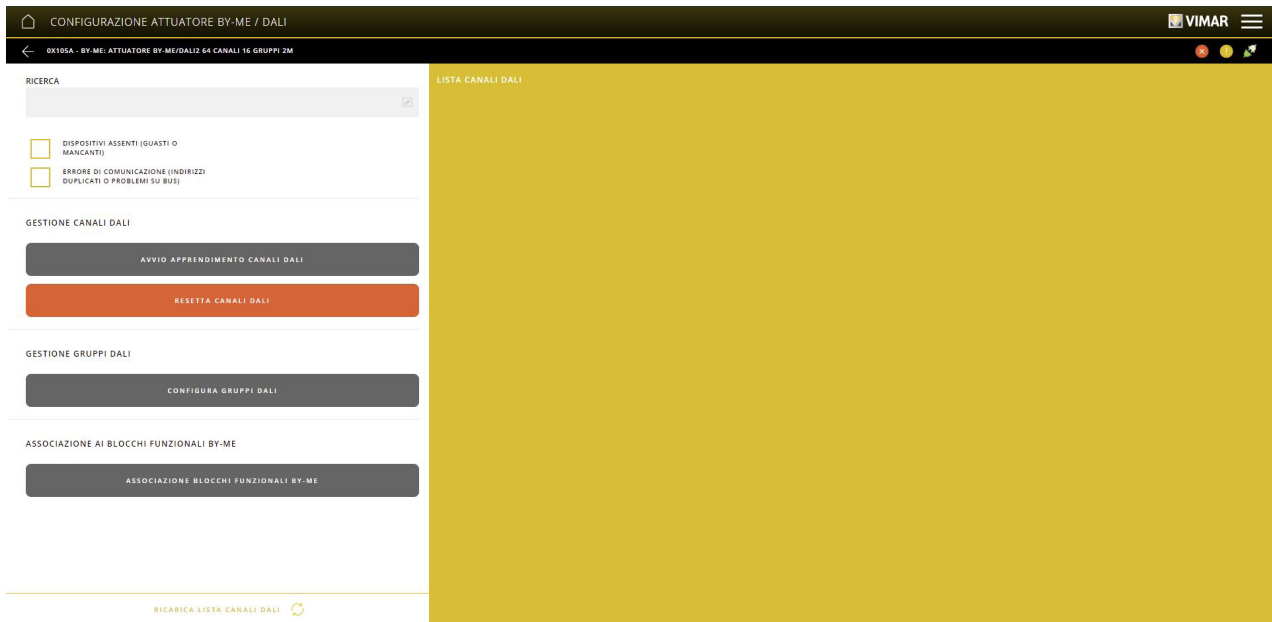 CONFIGURAZIONE ATTUATORE BY-ME / DALI
VIMAR
0X105A - BY-ME: ATTUATORE BY-ME/DALI2 64 CANALI 16 GRUPPI 2M
RICERCA
LISTA CANALI DALI
DISPOSITIVI ASSENTI (GUASTI O
MANCANTI)
ERRORE DI COMUNICAZIONE (INDIRIZZI
DUPLICATI O PROBLEMI SU BUS)
GESTIONE CANALI DALI
AVVIO APPRENDIMENTO CANALI DALI
RESETTA CANALI DALI
GESTIONE GRUPPI DALI
CONFIGURA GRUPPI DALI
ASSOCIAZIONE AI BLOCCHI FUNZIONALI BY-ME
ASSOCIAZIONE BLOCCHI FUNZIONALI BY-ME
RICARICA LISTA CANALI DALI